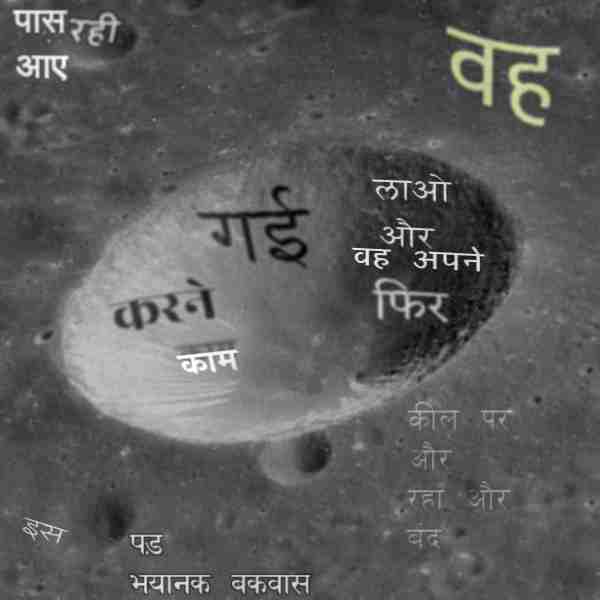 पास
रही
आए
वह
लाओ
और
गई
वह अपने
करने
फिर
काम
कील पर
और
रहा और
बंद
इस
पड़
भयानक बकवास